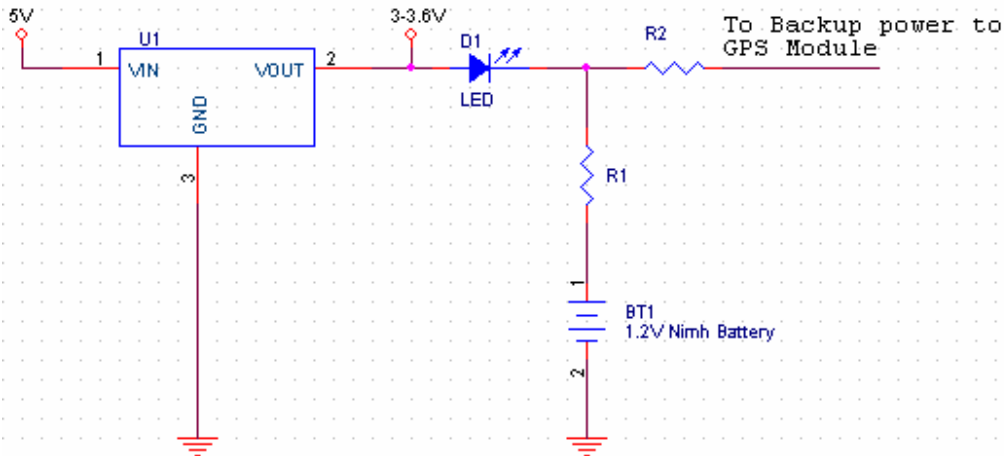 5V
U1
1
VIN
VOUT
2
GND
3
3-3.6V
D1
LED
R2
To Backup power to
GPS Module
R1
1
BT1
1.2V Nimh Battery
2